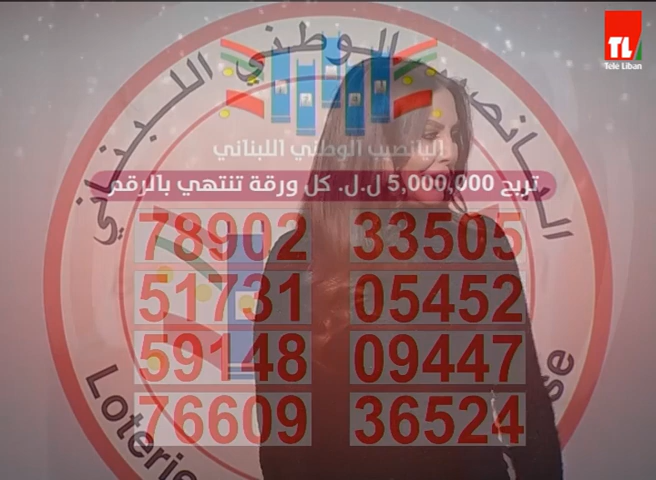 TL
Tele Liban
اليانصيب الوطني اللبناني
اليانصيب الوطني اللبناني
تربح 5,000,000 ل.ل. كل ورقة تنتهي بالرقم
78902 33505
51731 05452
59148 09447
76609 36524
Loterie